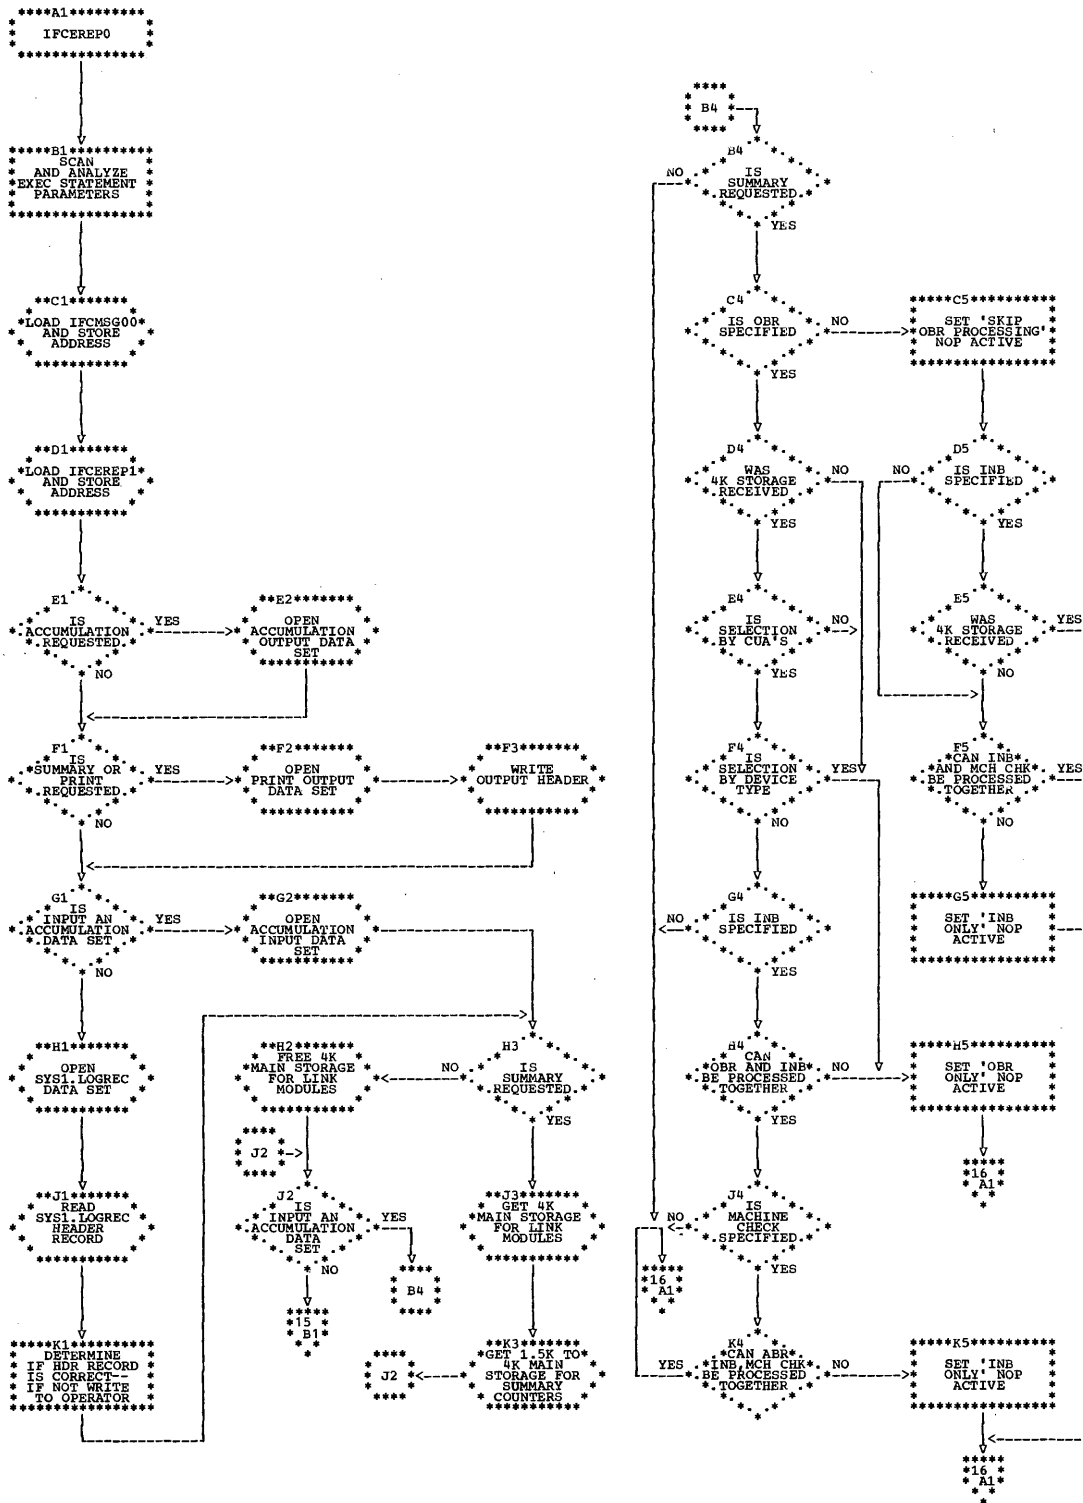 A1
IFCEREP0
B1
SCAN
AND ANALYZE
EXEC STATEMENT
PARAMETERS
C1
LOAD IFCMSG00
AND STORE
ADDRESS
D1
LOAD IFCEREP1
AND STORE
ADDRESS
E1
IS
ACCUMULATION
REQUESTED
YES
NO
E2
OPEN
ACCUMULATION
OUTPUT DATA
SET
F1
IS
SUMMARY OR
PRINT
REQUESTED
YES
NO
F2
OPEN
PRINT OUTPUT
DATA SET
F3
WRITE
OUTPUT HEADER
G1
IS
INPUT AN
ACCUMULATION
DATA SET
YES
NO
G2
OPEN
ACCUMULATION
INPUT DATA
SET
H1
OPEN
SYS1.LOGREC
DATA SET
H2
FREE 4K
MAIN STORAGE
FOR LINK
MODULES
H3
IS
SUMMARY
REQUESTED
NO
YES
J1
READ
SYS1.LOGREC
HEADER
RECORD
J2
J2
IS
INPUT AN
ACCUMULATION
DATA
SET
YES
NO
B4
15
B1
J3
GET 4K
MAIN STORAGE
FOR LINK
MODULES
K1
DETERMINE
IF HDR RECORD
IS CORRECT--
IF NOT WRITE
TO OPERATOR
J2
K3
GET 1.5K TO
4K MAIN
STORAGE FOR
SUMMARY
COUNTERS
B4
B4
IS
SUMMARY
REQUESTED
NO
YES
C4
IS OBR
SPECIFIED
NO
YES
C5
SET 'SKIP
OBR PROCESSING'
NOP ACTIVE
D4
WAS
4K STORAGE
RECEIVED
NO
YES
D5
IS INB
SPECIFIED
NO
YES
E4
IS
SELECTION
BY CUA'S
NO
YES
E5
WAS
4K STORAGE
RECEIVED
YES
NO
F4
IS
SELECTION
BY DEVICE
TYPE
YES
NO
F5
CAN INB
AND MCH CHK
BE PROCESSED
TOGETHER
YES
NO
G4
IS INB
SPECIFIED
NO
YES
G5
SET 'INB
ONLY' NOP
ACTIVE
H4
CAN
OBR AND INB
BE PROCESSED
TOGETHER
NO
YES
H5
SET 'OBR
ONLY' NOP
ACTIVE
16
A1
J4
IS
MACHINE
CHECK
SPECIFIED
NO
YES
16
A1
K4
CAN ABR
INB,MCH CHK
BE PROCESSED
TOGETHER
YES
NO
K5
SET 'INB
ONLY' NOP
ACTIVE
16
A1